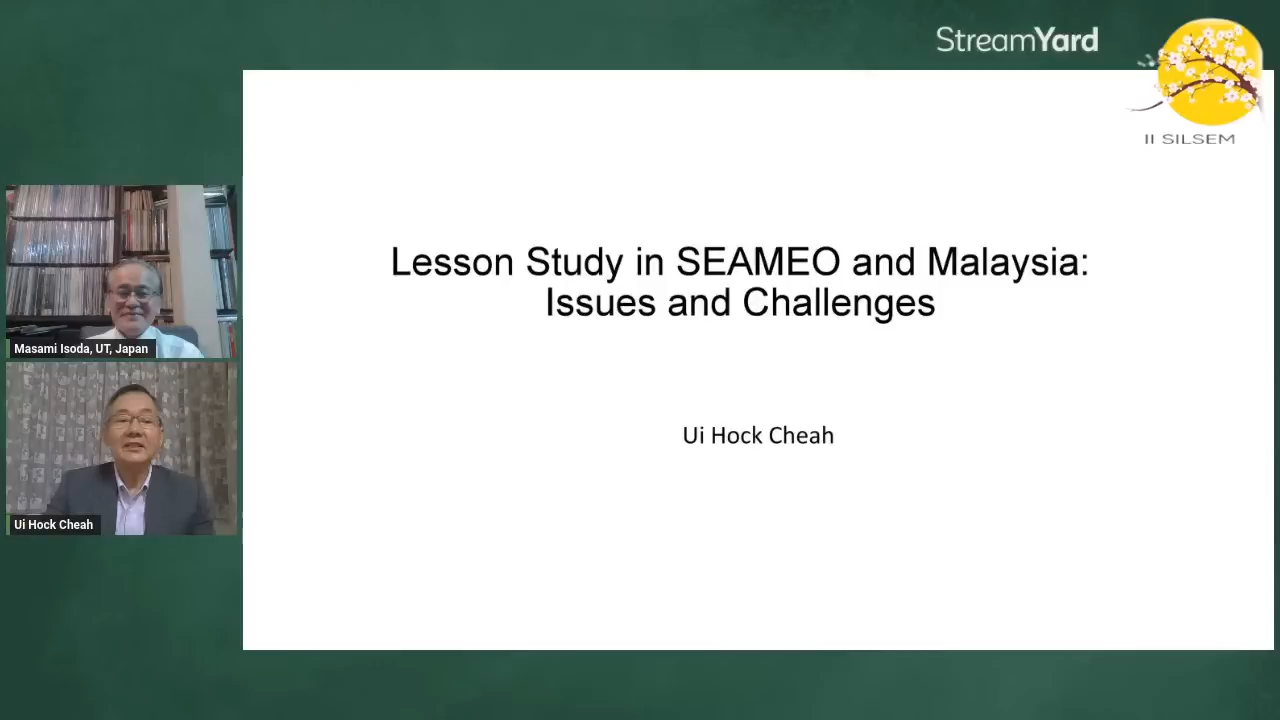 StreamYard
II SILSEM
Lesson Study in SEAMEO and Malaysia:
Issues and Challenges
Ui Hock Cheah
Masami Isoda, UT, Japan
Ui Hock Cheah